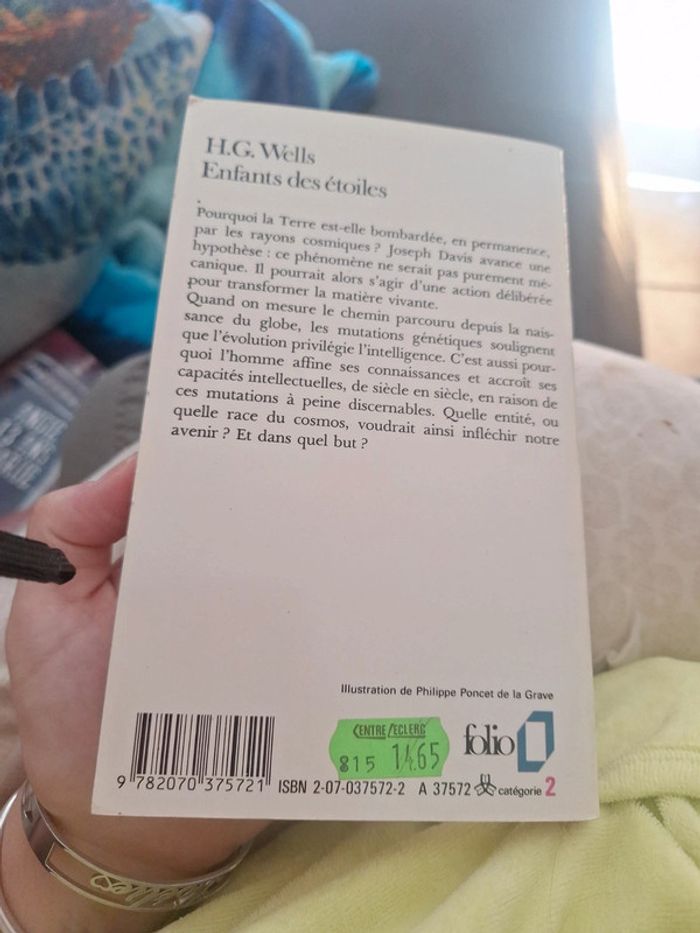 H.G. Wells
Enfants des étoiles
Pourquoi la Terre est-elle bombardée, en permanence,
par les rayons cosmiques ? Joseph Davis avance une
hypothèse : ce phénomène ne serait pas purement mé-
canique. Il pourrait alors s'agir d'une action délibérée
pour transformer la matière vivante.
Quand on mesure le chemin parcouru depuis la nais-
sance du globe, les mutations génétiques soulignent
que l'évolution privilégie l'intelligence. C'est aussi pour-
quoi l'homme affine ses connaissances et accroît ses
capacités intellectuelles, de siècle en siècle, en raison de
ces mutations à peine discernables. Quelle entité, ou
quelle race du cosmos, voudrait ainsi infléchir notre
avenir ? Et dans quel but ?
Illustration de Philippe Poncet de la Grave
CENTRE LECLERC
815 14.65
folio
9 782070 375721
ISBN 2-07-037572-2 A 37572 catégorie 2